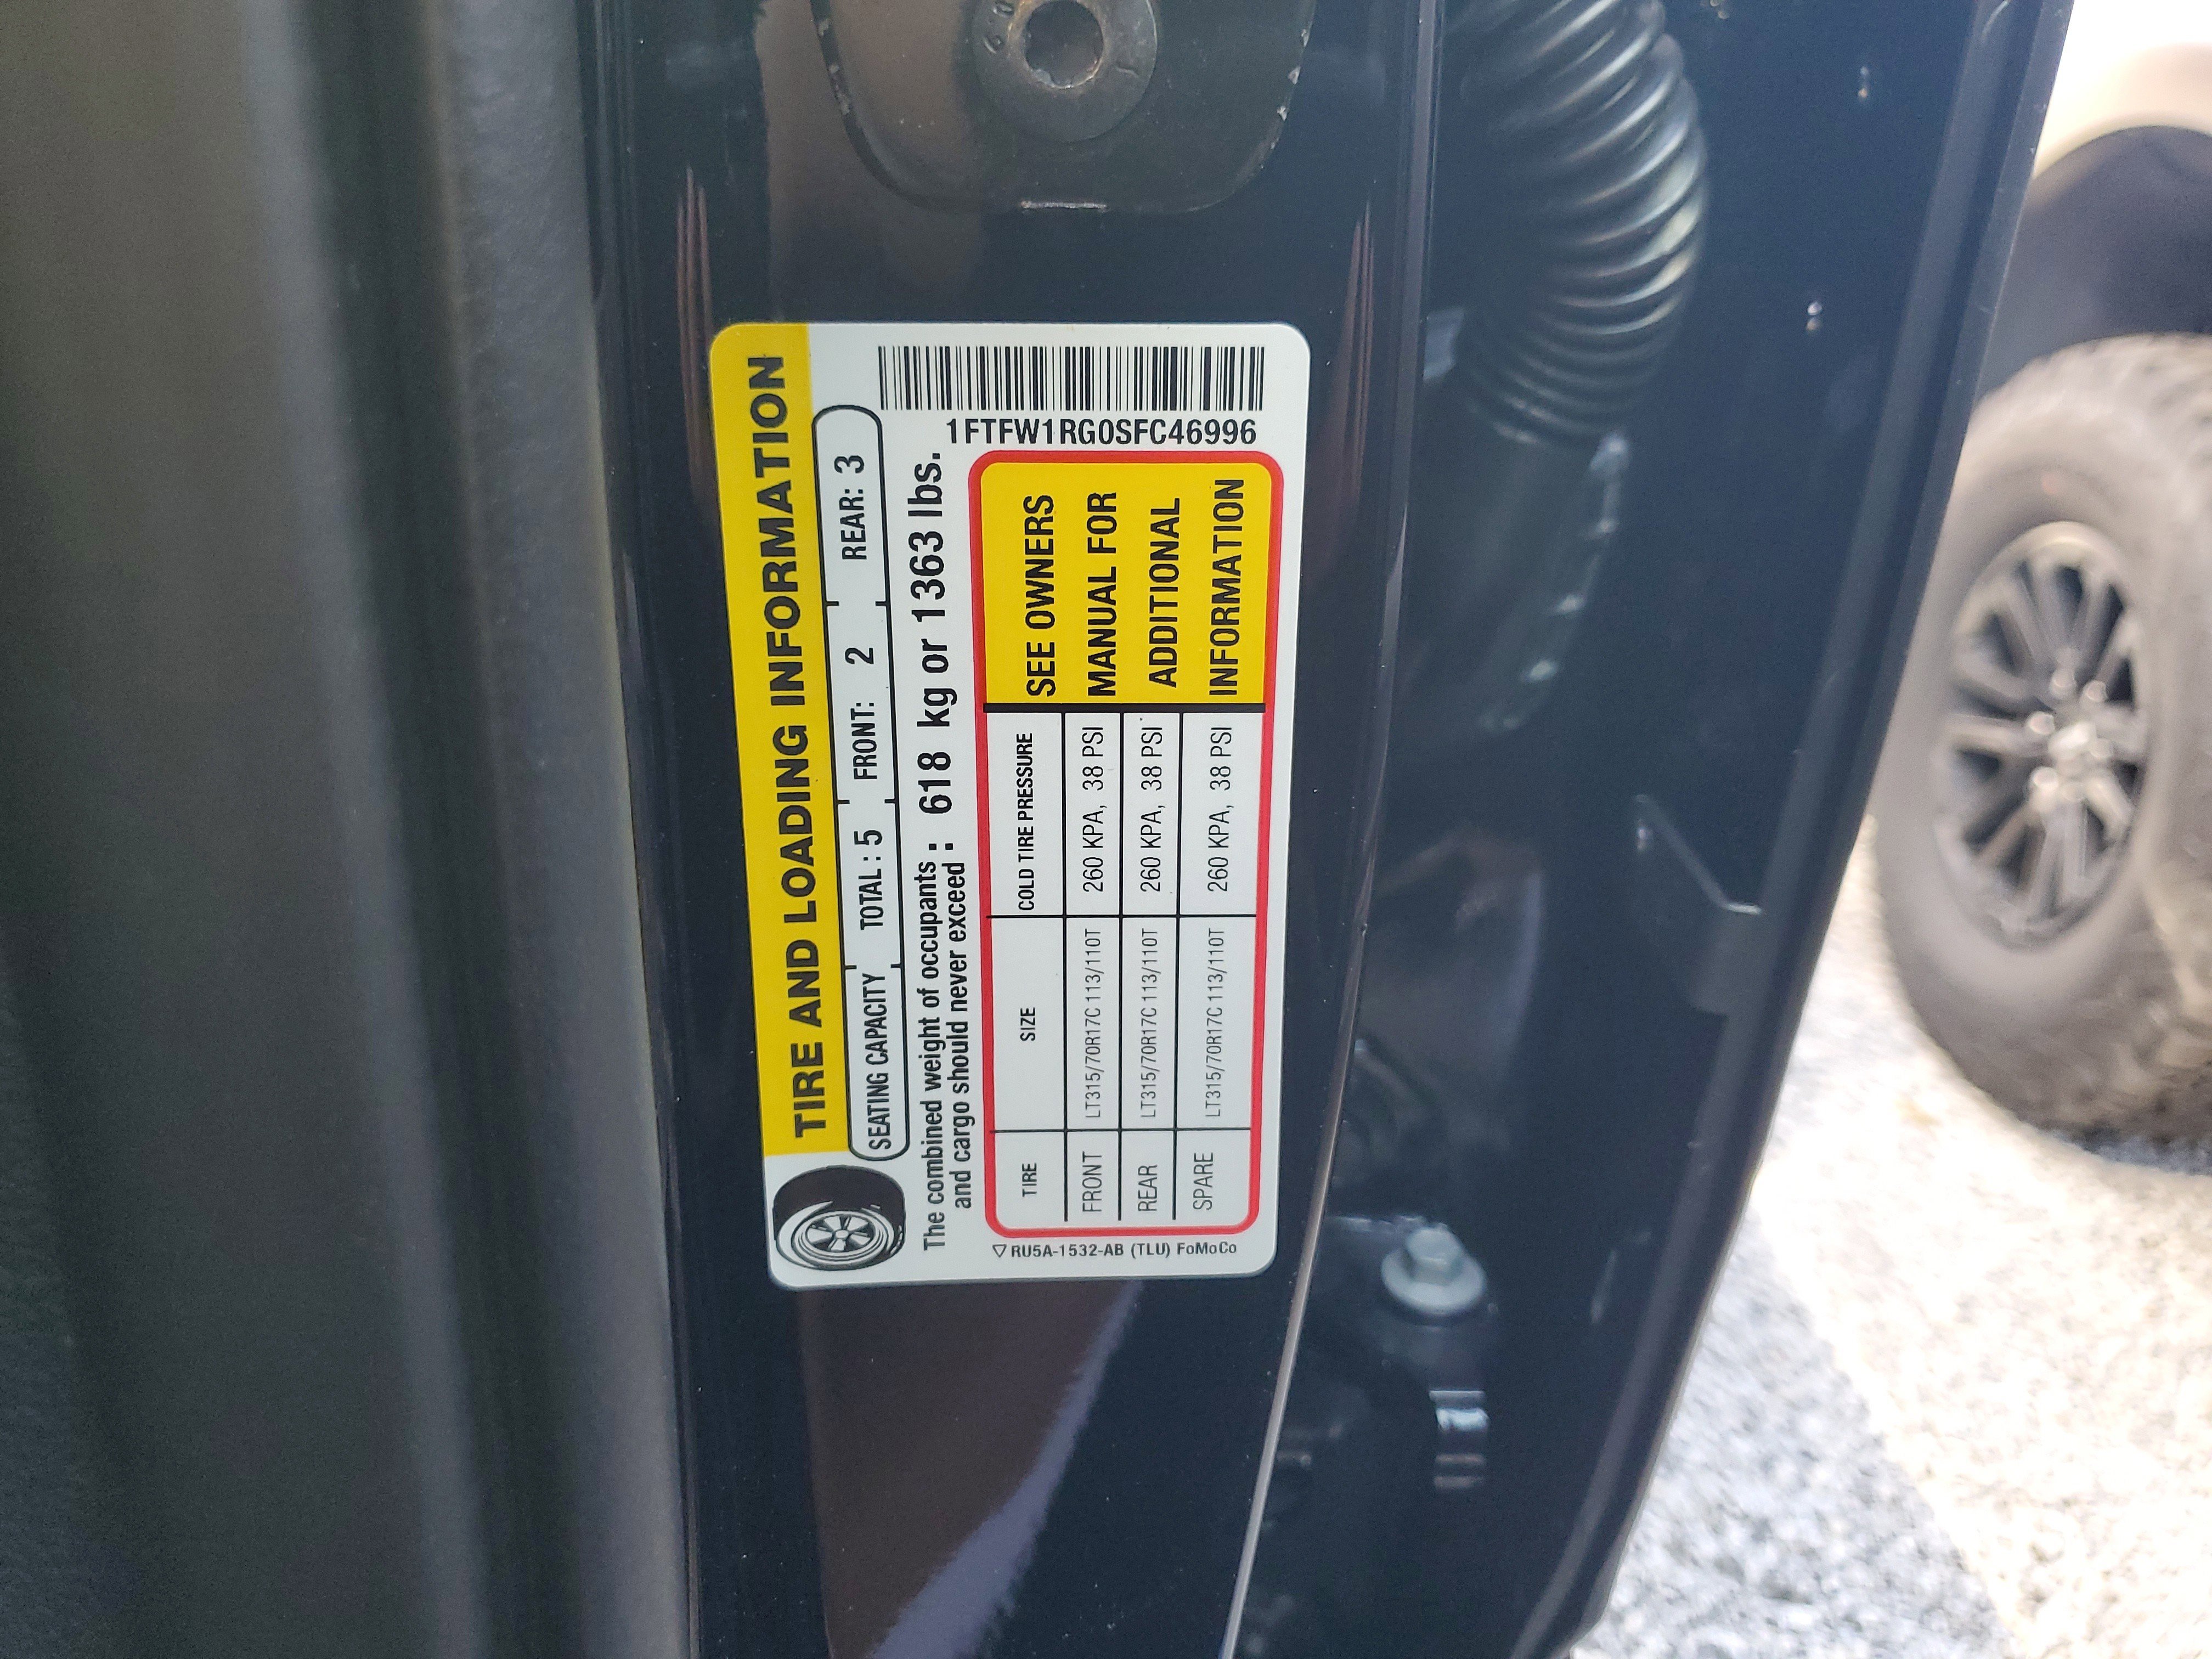 TIRE AND LOADING INFORMATION
SEATING CAPACITY TOTAL : 5 FRONT: 2 REAR: 3
The combined weight of occupants and cargo should never exceed : 618 kg or 1363 lbs.
1FTFW1RG0SFC46996
TIRE SIZE COLD TIRE PRESSURE
FRONT LT315/70R17C 113/110T 260 KPA, 38 PSI
REAR LT315/70R17C 113/110T 260 KPA, 38 PSI
SPARE LT315/70R17C 113/110T 260 KPA, 38 PSI
SEE OWNERS
MANUAL FOR
ADDITIONAL
INFORMATION
RU5A-1532-AB (TLU) FoMoCo